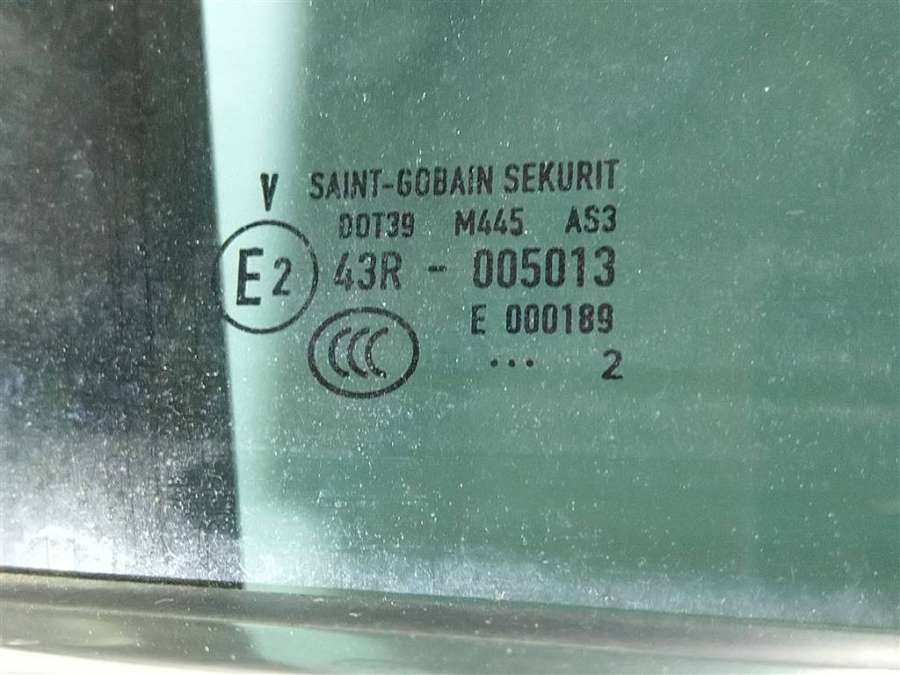 V SAINT-GOBAIN SEKURIT
DOT39 M445 AS3
E2 43R - 005013
E 000189
CCC ... 2